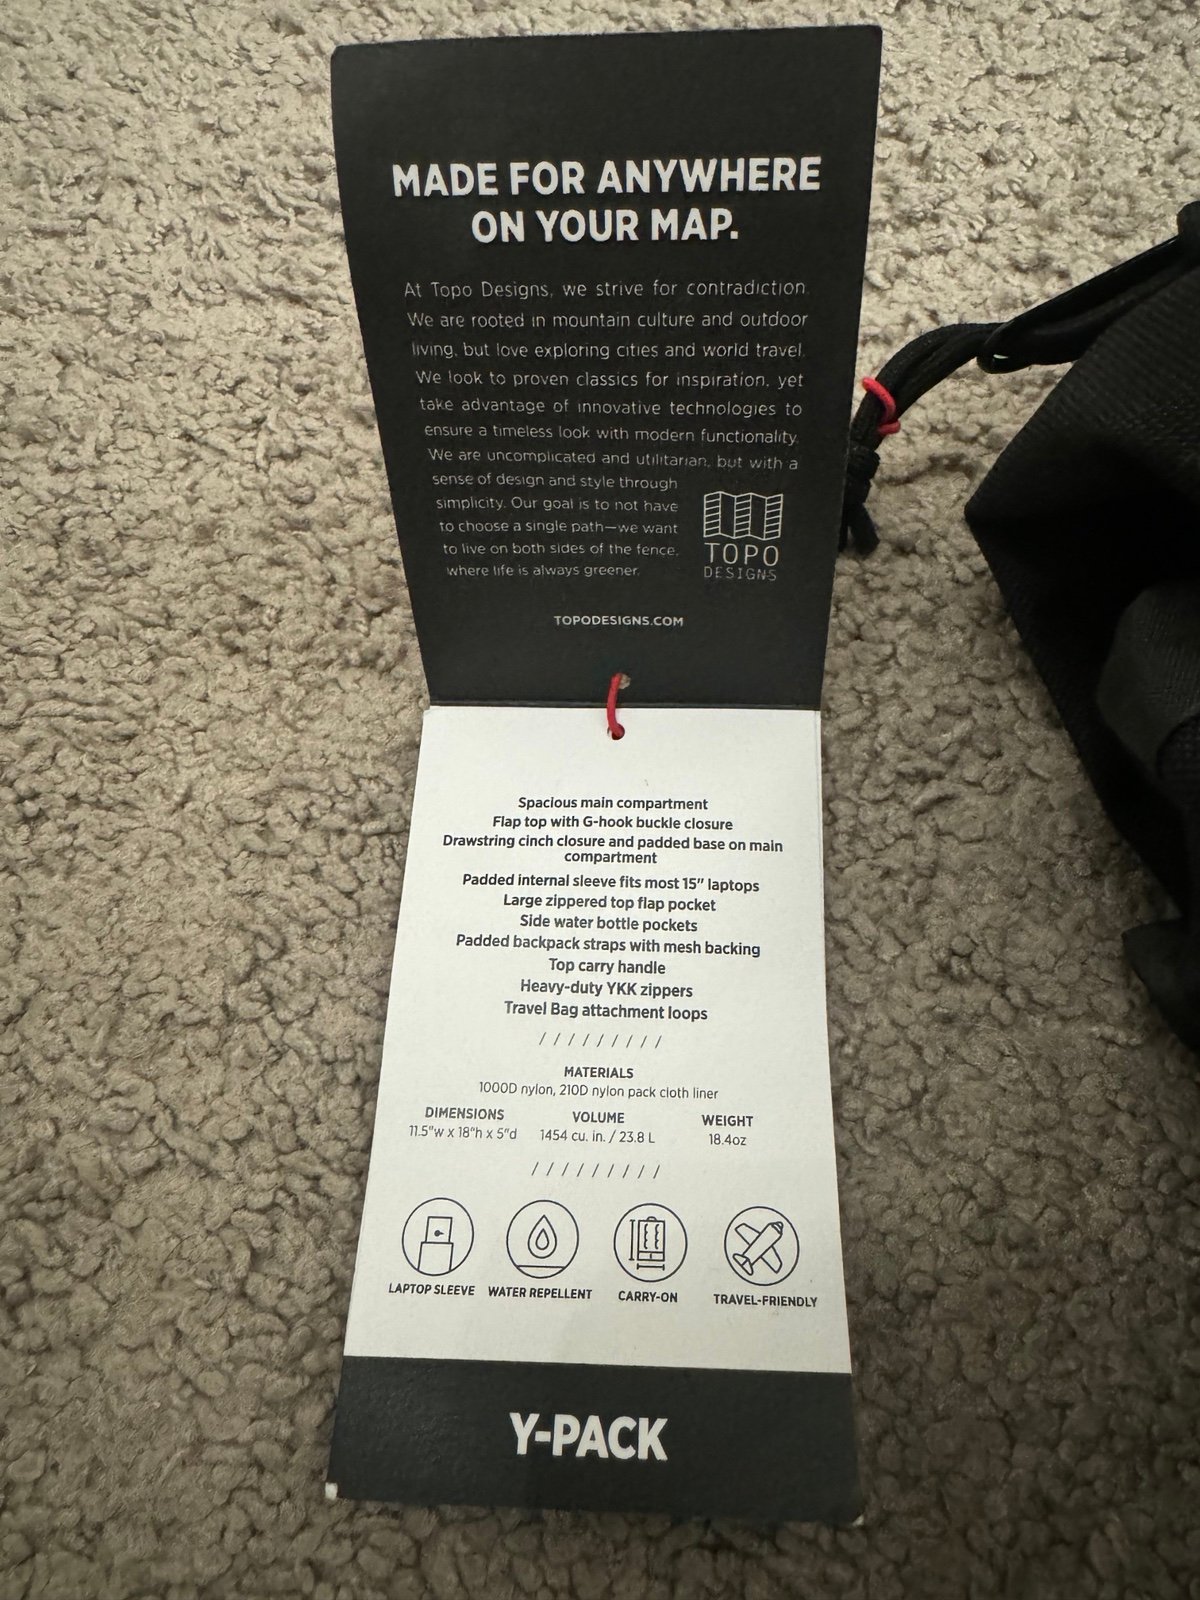 MADE FOR ANYWHERE
ON YOUR MAP.
At Topo Designs, we strive for contradiction.
We are rooted in mountain culture and outdoor
living, but love exploring cities and world travel.
We look to proven classics for inspiration, yet
take advantage of innovative technologies to
ensure a timeless look with modern functionality.
We are uncomplicated and utilitarian, but with a
sense of design and style through
simplicity. Our goal is to not have
to choose a single path—we want
to live on both sides of the fence,
where life is always greener.
TOPO
DESIGNS
TOPODESIGNS.COM
Spacious main compartment
Flap top with G-hook buckle closure
Drawstring cinch closure and padded base on main
compartment
Padded internal sleeve fits most 15" laptops
Large zippered top flap pocket
Side water bottle pockets
Padded backpack straps with mesh backing
Top carry handle
Heavy-duty YKK zippers
Travel Bag attachment loops
/ / / / / / / / /
MATERIALS
1000D nylon, 210D nylon pack cloth liner
DIMENSIONS VOLUME WEIGHT
11.5"w x 18"h x 5"d 1454 cu. in. / 23.8 L 18.4oz
/ / / / / / / / /
LAPTOP SLEEVE WATER REPELLENT CARRY-ON TRAVEL-FRIENDLY
Y-PACK